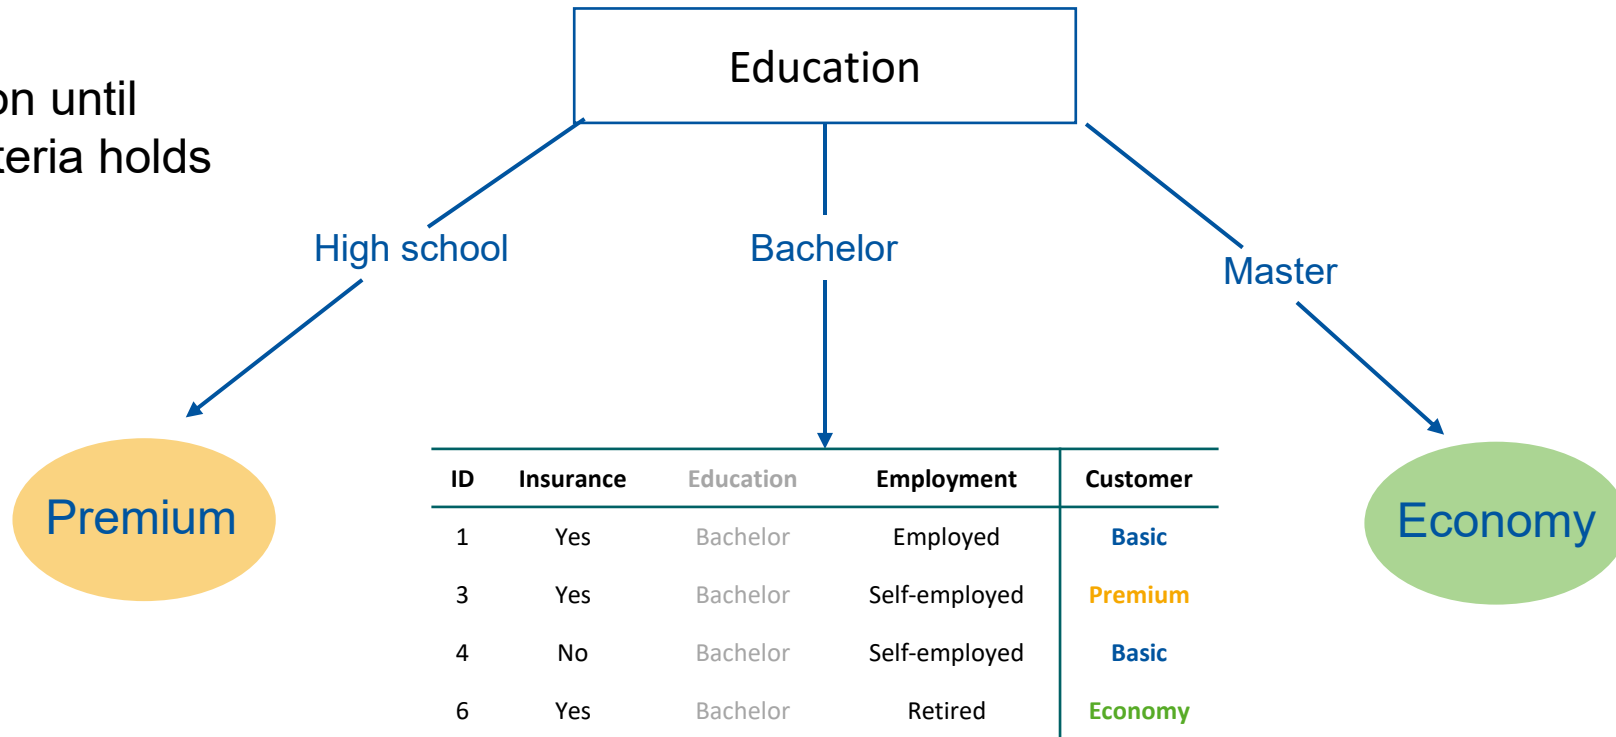 Education
on until
teria holds
High school
Bachelor
Master
Premium
Economy
ID Insurance Education Employment Customer
1 Yes Bachelor Employed Basic
3 Yes Bachelor Self-employed Premium
4 No Bachelor Self-employed Basic
6 Yes Bachelor Retired Economy